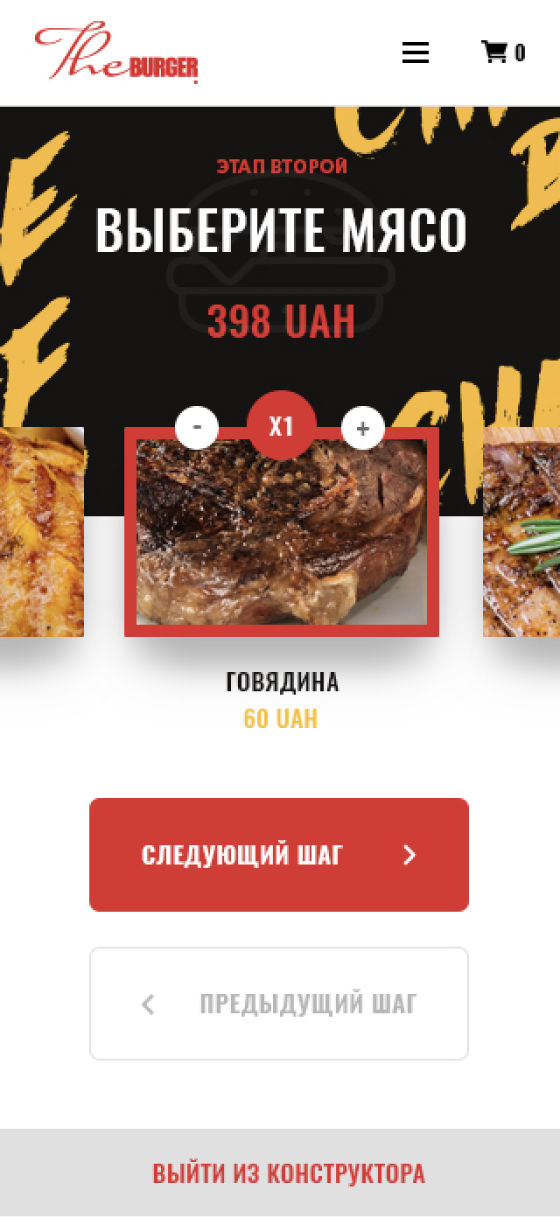 The BURGER
0
ЭТАП ВТОРОЙ
ВЫБЕРИТЕ МЯСО
398 UAH
- X1 +
ГОВЯДИНА
60 UAH
СЛЕДУЮЩИЙ ШАГ
ПРЕДЫДУЩИЙ ШАГ
ВЫЙТИ ИЗ КОНСТРУКТОРА